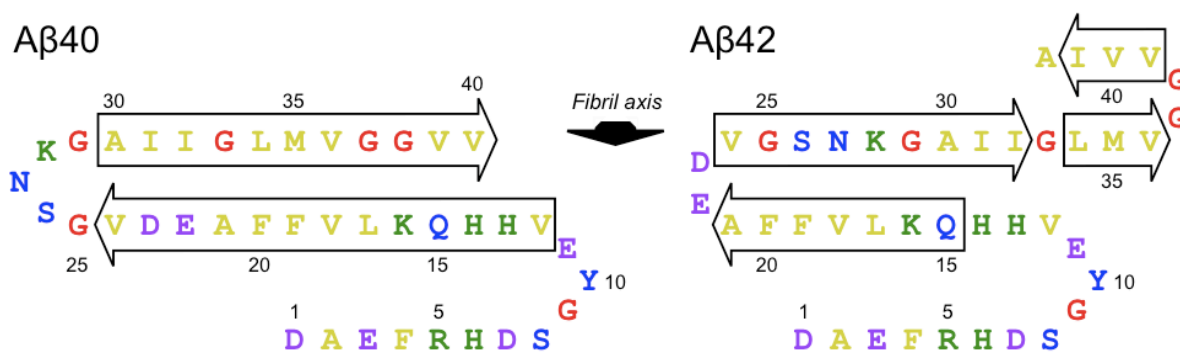 Aβ40
30 35 40
K G A I I G L M V G G V V
N
S G V D E A F F V L K Q H H V E
25 20 15
Y 10
1 5 G
D A E F R H D S
Fibril axis
Aβ42
A I V V G
25 30 40
D V G S N K G A I I G L M V G
35
E A F F V L K Q H H V E
20 15
Y 10
1 5 G
D A E F R H D S